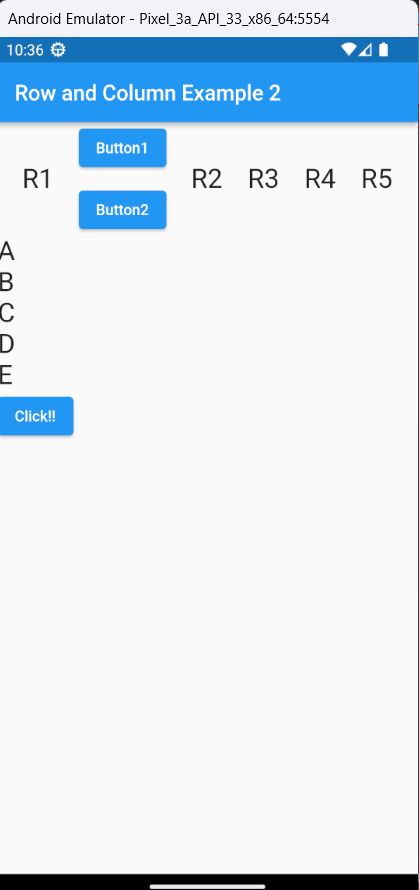 Android Emulator - Pixel_3a_API_33_x86_64:5554
10:36
Row and Column Example 2
Button1
R1 R2 R3 R4 R5
Button2
A
B
C
D
E
Click!!